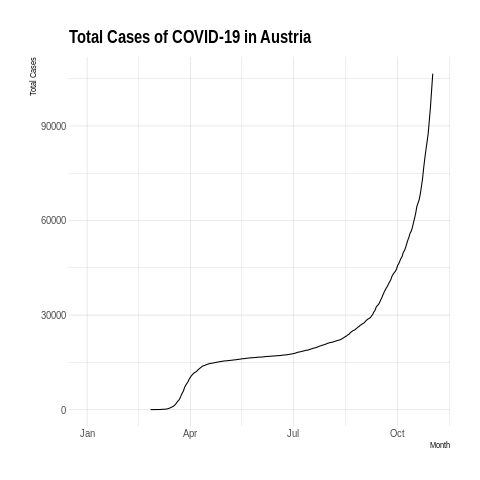 Total Cases of COVID-19 in Austria
Total Cases
90000
60000
30000
0
Jan Apr Jul Oct
Month